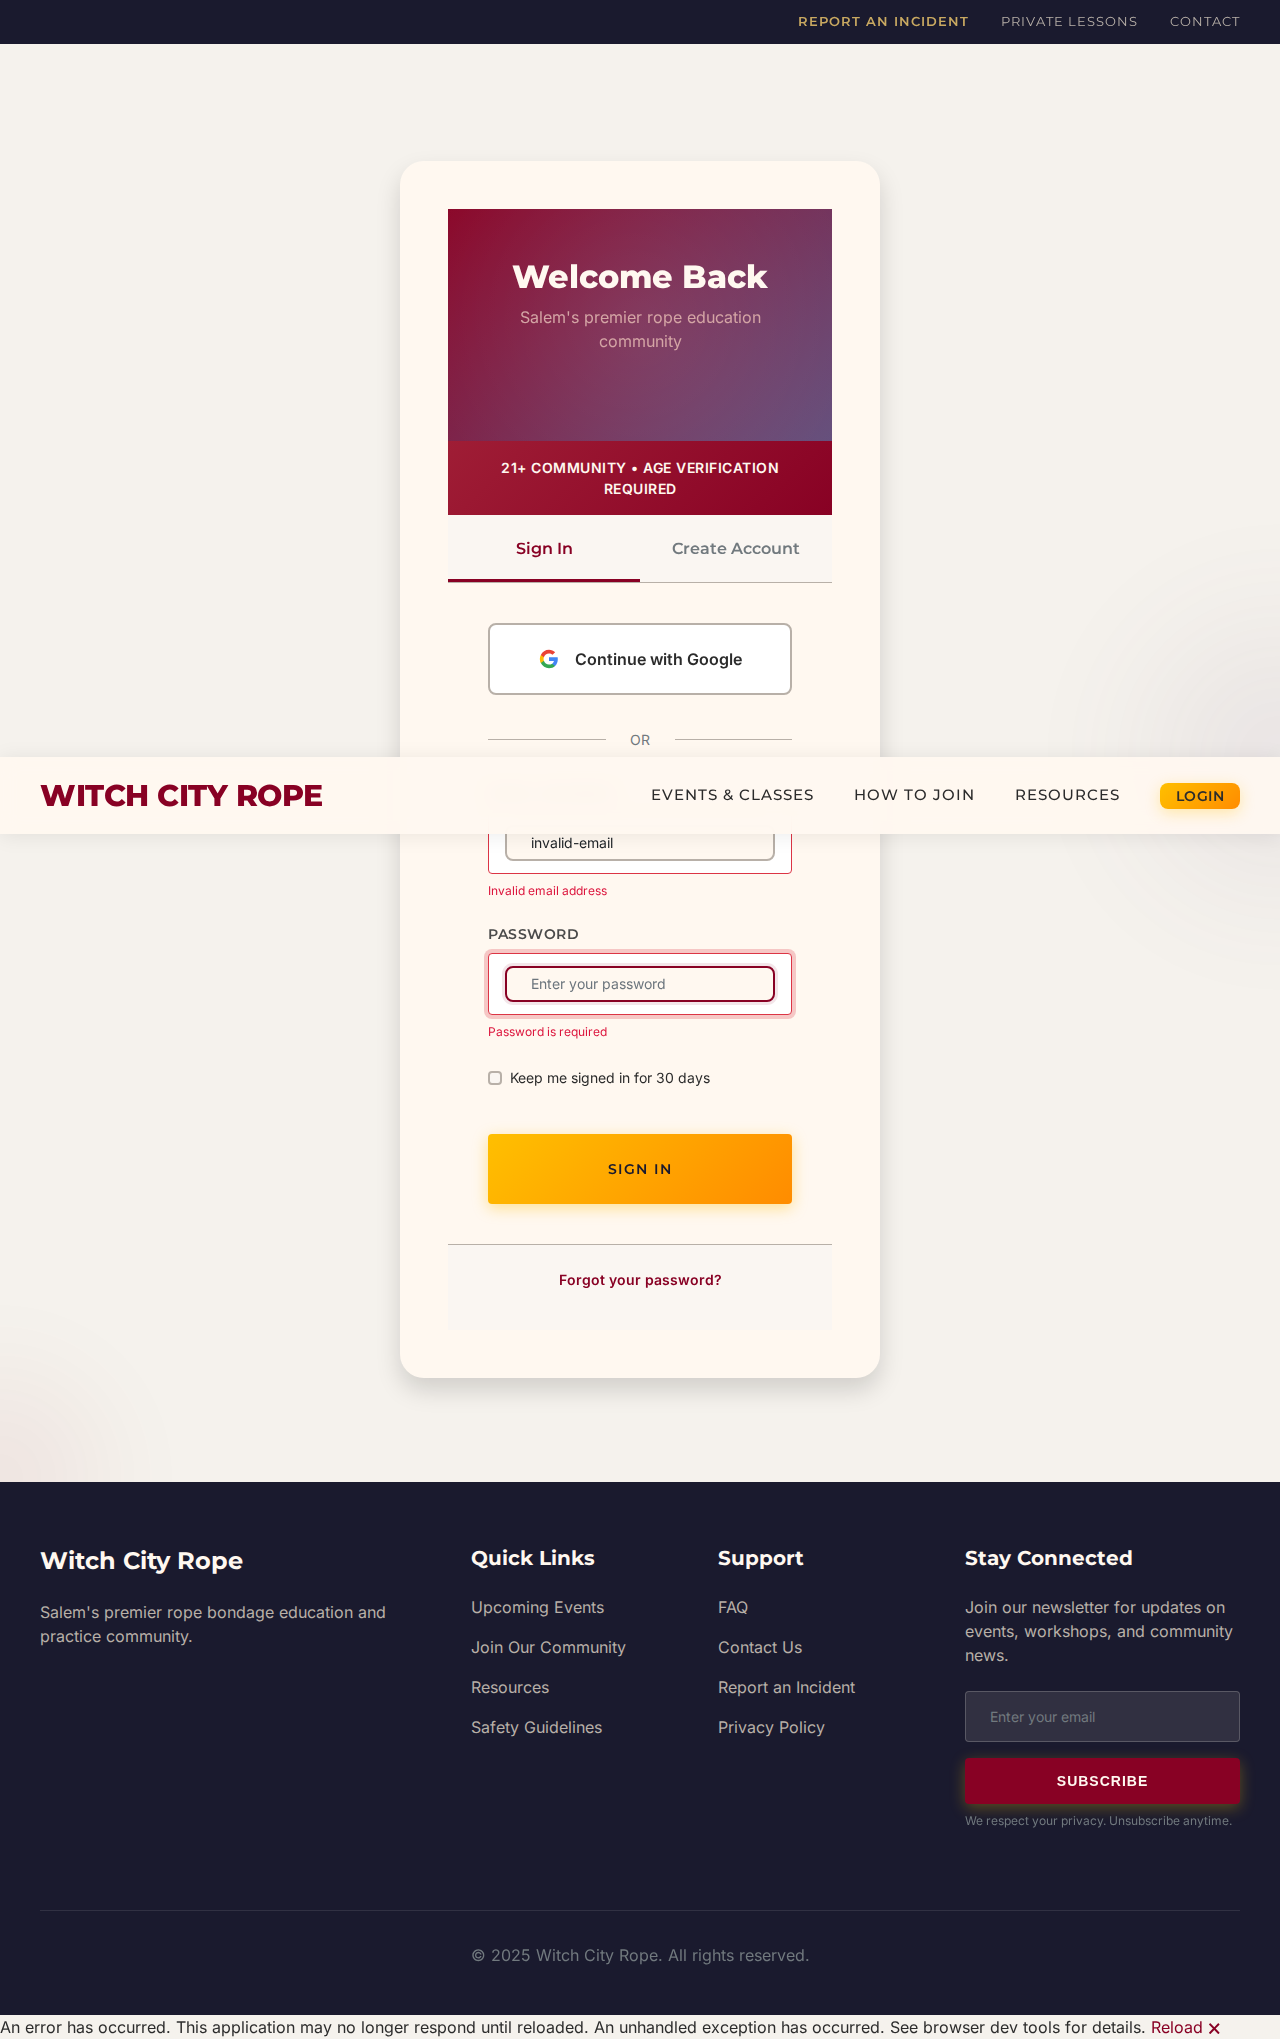 REPORT AN INCIDENT PRIVATE LESSONS CONTACT
Welcome Back
Salem's premier rope education
community
21+ COMMUNITY • AGE VERIFICATION
REQUIRED
Sign In Create Account
Continue with Google
OR
WITCH CITY ROPE EVENTS & CLASSES HOW TO JOIN RESOURCES LOGIN
invalid-email
Invalid email address
PASSWORD
Enter your password
Password is required
Keep me signed in for 30 days
SIGN IN
Forgot your password?
Witch City Rope
Salem's premier rope bondage education and
practice community.
Quick Links
Upcoming Events
Join Our Community
Resources
Safety Guidelines
Support
FAQ
Contact Us
Report an Incident
Privacy Policy
Stay Connected
Join our newsletter for updates on
events, workshops, and community
news.
Enter your email
SUBSCRIBE
We respect your privacy. Unsubscribe anytime.
© 2025 Witch City Rope. All rights reserved.
An error has occurred. This application may no longer respond until reloaded. An unhandled exception has occurred. See browser dev tools for details. Reload ✕